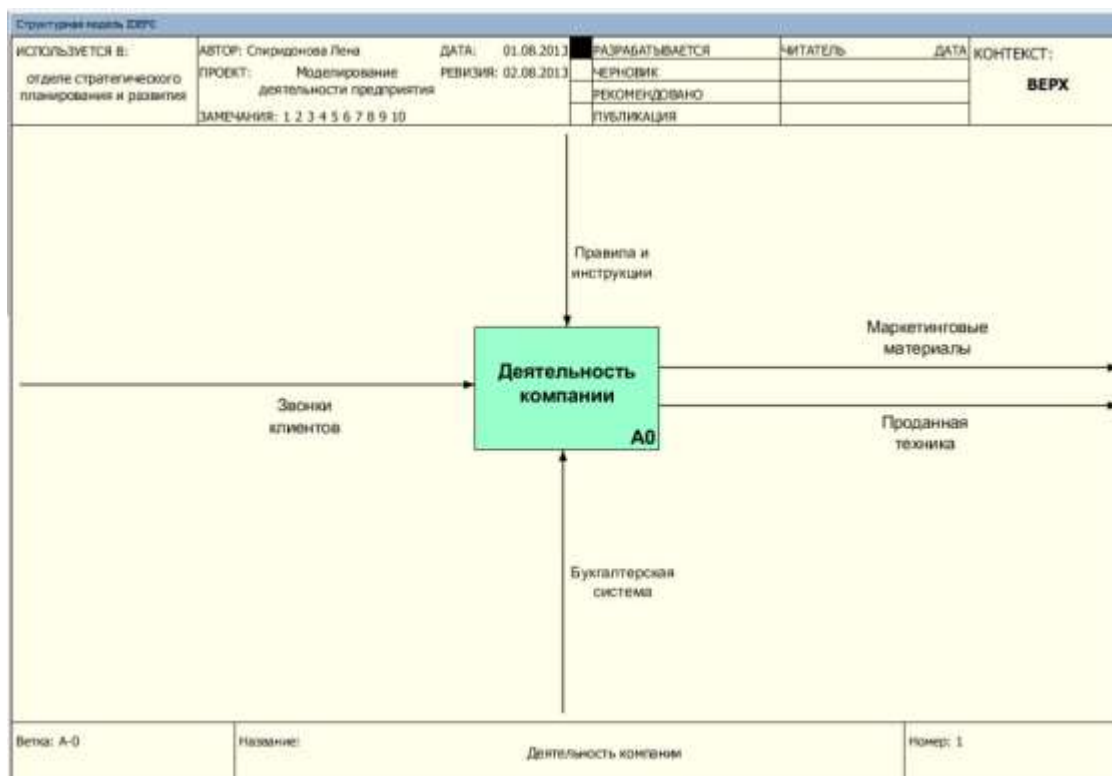 Структурная модель IDEF0
ИСПОЛЬЗУЕТСЯ В:
отделе стратегического
планирования и развития
АВТОР: Спиридонова Лена
ДАТА: 01.08.2013
ПРОЕКТ: Моделирование
деятельности предприятия
РЕВИЗИЯ: 02.08.2013
ЗАМЕЧАНИЯ: 1 2 3 4 5 6 7 8 9 10
РАЗРАБАТЫВАЕТСЯ
ЧЕРНОВИК
РЕКОМЕНДОВАНО
ПУБЛИКАЦИЯ
ЧИТАТЕЛЬ ДАТА
КОНТЕКСТ:
ВЕРХ
Правила и
инструкции
Маркетинговые
материалы
Деятельность
компании
A0
Звонки
клиентов
Проданная
техника
Бухгалтерская
система
Ветка: A-0
Название:
Деятельность компании
Номер: 1